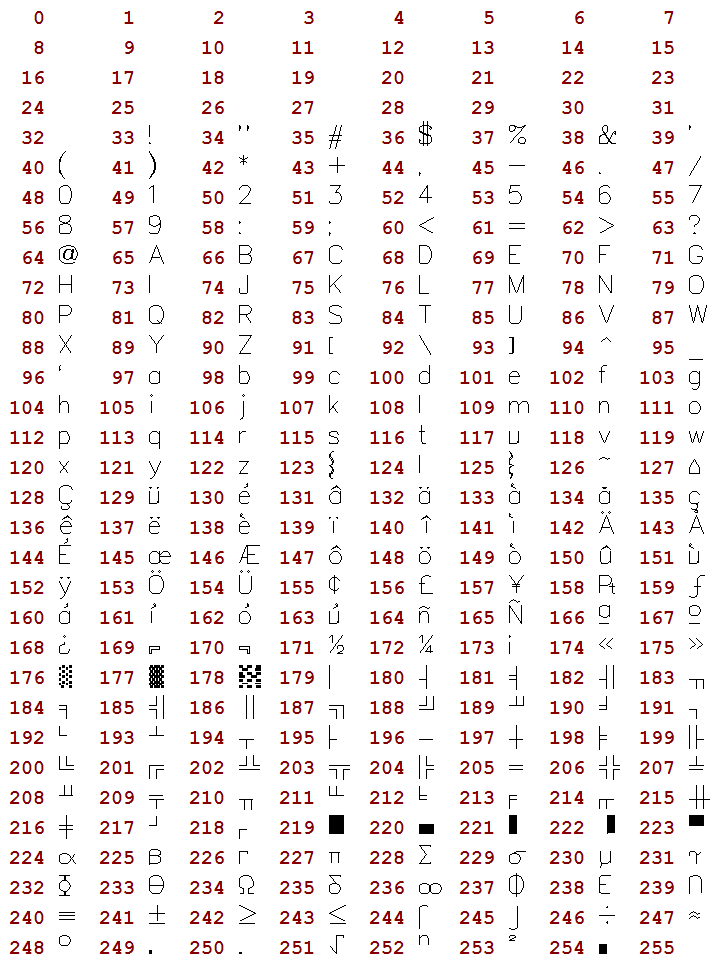 0 1 2 3 4 5 6 7
8 9 10 11 12 13 14 15
16 17 18 19 20 21 22 23
24 25 26 27 28 29 30 31
32 33 ! 34 " 35 # 36 $ 37 % 38 & 39 '
40 ( 41 ) 42 * 43 + 44 , 45 − 46 . 47 /
48 0 49 1 50 2 51 3 52 4 53 5 54 6 55 7
56 8 57 9 58 : 59 ; 60 < 61 = 62 > 63 ?
64 @ 65 A 66 B 67 C 68 D 69 E 70 F 71 G
72 H 73 I 74 J 75 K 76 L 77 M 78 N 79 O
80 P 81 Q 82 R 83 S 84 T 85 U 86 V 87 W
88 X 89 Y 90 Z 91 [ 92 \ 93 ] 94 ^ 95 _
96 ‘ 97 a 98 b 99 c 100 d 101 e 102 f 103 g
104 h 105 i 106 j 107 k 108 l 109 m 110 n 111 o
112 p 113 q 114 r 115 s 116 t 117 u 118 v 119 w
120 x 121 y 122 z 123 { 124 | 125 } 126 ~ 127 ⌂
128 Ç 129 ü 130 é 131 â 132 ä 133 à 134 å 135 ç
136 ê 137 ë 138 è 139 ï 140 î 141 ì 142 Ä 143 Å
144 É 145 œ 146 Æ 147 ô 148 ö 149 ò 150 û 151 ù
152 ÿ 153 Ö 154 Ü 155 ¢ 156 £ 157 ¥ 158 ₧ 159 ƒ
160 á 161 í 162 ó 163 ú 164 ñ 165 Ñ 166 ª 167 º
168 ¿ 169 ╒ 170 ╕ 171 ½ 172 ¼ 173 ¡ 174 « 175 »
176 ░ 177 ▓ 178 ▒ 179 │ 180 ┤ 181 ╡ 182 ╢ 183 ╖
184 ╕ 185 ╣ 186 ║ 187 ╗ 188 ╝ 189 ╜ 190 ╛ 191 ┐
192 └ 193 ┴ 194 ┬ 195 ├ 196 ─ 197 ┼ 198 ╞ 199 ╟
200 ╚ 201 ╔ 202 ╩ 203 ╦ 204 ╠ 205 ═ 206 ╬ 207 ╧
208 ╨ 209 ╤ 210 ╥ 211 ╙ 212 ╘ 213 ╒ 214 ╓ 215 ╫
216 ╪ 217 ┘ 218 ┌ 219 █ 220 ▄ 221 ▌ 222 ▐ 223 ▀
224 α 225 β 226 Γ 227 π 228 Σ 229 σ 230 µ 231 τ
232 Φ 233 Θ 234 Ω 235 δ 236 ∞ 237 φ 238 Ε 239 ∩
240 ≡ 241 ± 242 ≥ 243 ≤ 244 ⌠ 245 ⌡ 246 ÷ 247 ≈
248 ° 249 ∙ 250 · 251 √ 252 ⁿ 253 ² 254 ■ 255